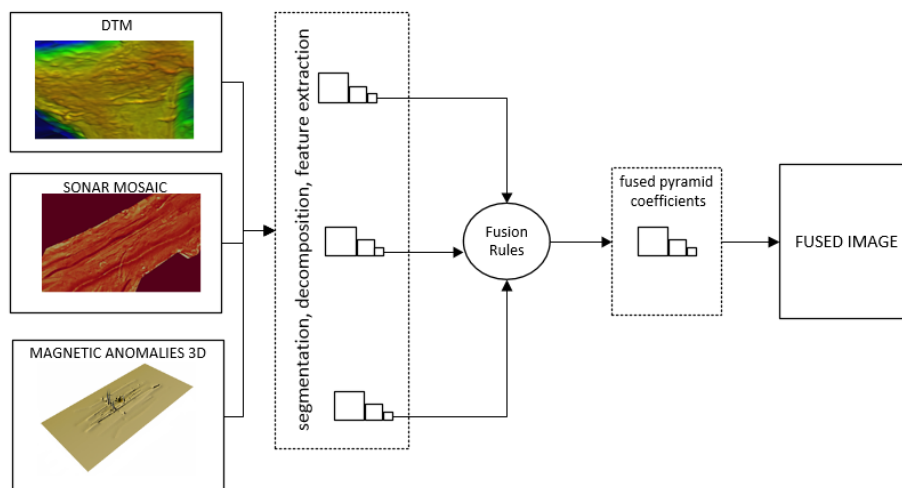 DTM
SONAR MOSAIC
MAGNETIC ANOMALIES 3D
segmentation, decomposition, feature extraction
Fusion
Rules
fused pyramid
coefficients
FUSED IMAGE